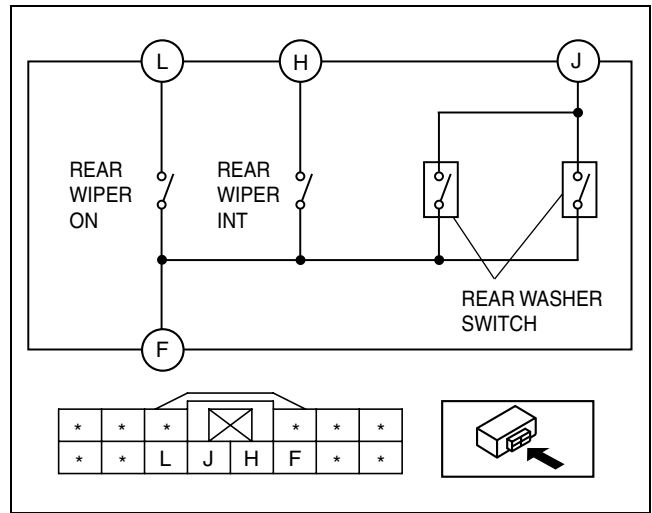 L H J
REAR
WIPER
ON
REAR
WIPER
INT
REAR WASHER
SWITCH
F
* * * * * *
* * L J H F * *